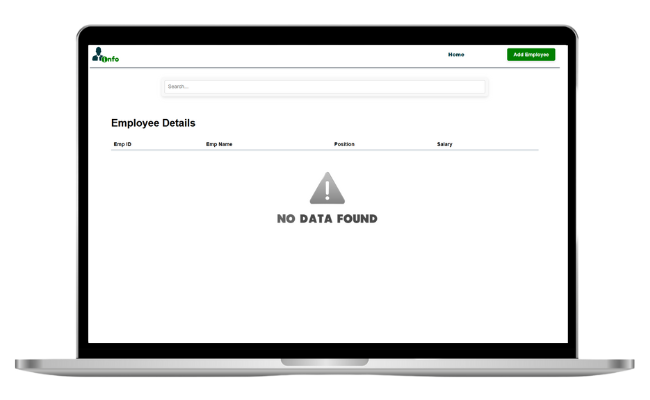 info
Home
Add Employee
Search...
Employee Details
Emp ID Emp Name Position Salary
NO DATA FOUND